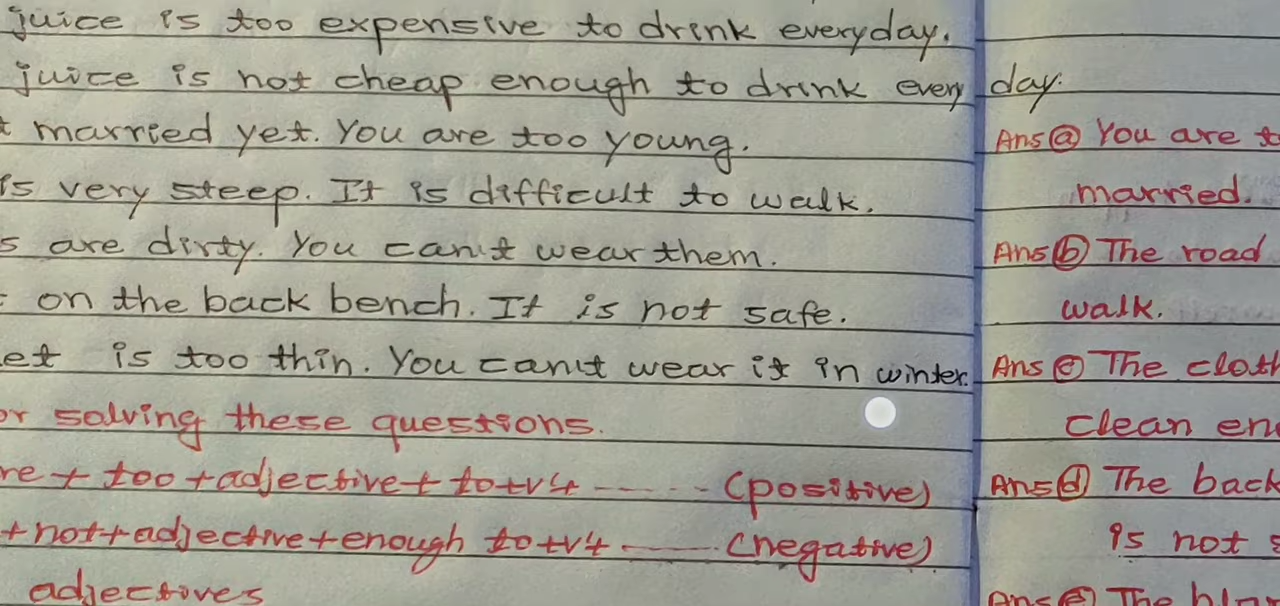 juice is too expensive to drink everyday.
juice is not cheap enough to drink every day.
married yet. You are too young.
is very steep. It is difficult to walk.
s are dirty. You can't wear them.
on the back bench. It is not safe.
et is too thin. You can't wear it in winter.
or solving these questions.
re + too + adjective + to + v4 ------ (positive)
+ not + adjective + enough to + v4 ------ (negative)
adjectives
Ans (a) You are t
married.
Ans (b) The road
walk.
Ans (c) The cloth
clean en
Ans (d) The back
is not s
Ans (e) The